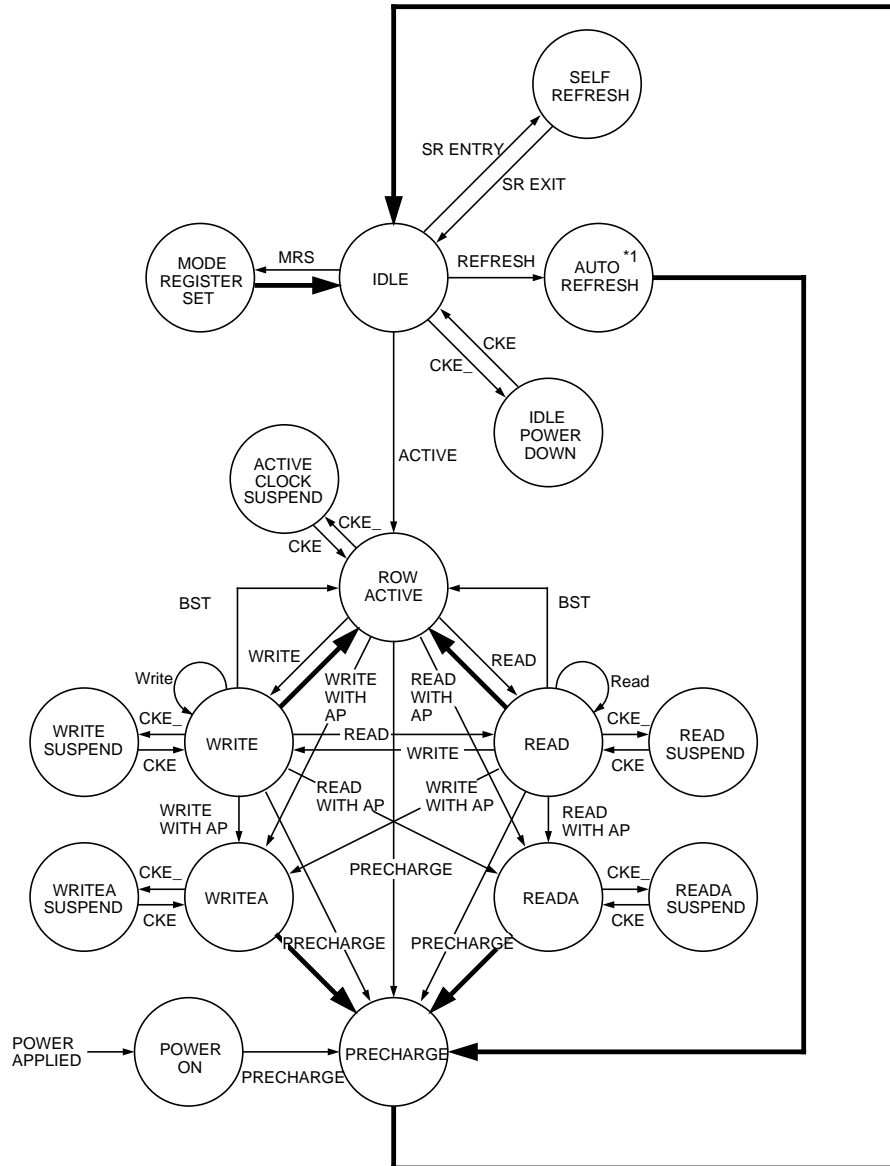 SELF
REFRESH
SR ENTRY
SR EXIT
MODE
REGISTER
SET
MRS
IDLE
REFRESH
AUTO *1
REFRESH
CKE
CKE_
IDLE
POWER
DOWN
ACTIVE
CLOCK
SUSPEND
ACTIVE
CKE_
CKE
ROW
ACTIVE
BST
BST
WRITE
READ
Write
WRITE
WITH
AP
READ
WITH
AP
Read
WRITE
SUSPEND
CKE_
CKE
WRITE
READ
WRITE
READ
CKE_
CKE
READ
SUSPEND
WRITE
WITH AP
READ
WITH AP
WRITE
WITH AP
READ
WITH AP
WRITEA
SUSPEND
CKE_
CKE
WRITEA
PRECHARGE
READA
CKE_
CKE
READA
SUSPEND
PRECHARGE
PRECHARGE
POWER
APPLIED
POWER
ON
PRECHARGE
PRECHARGE